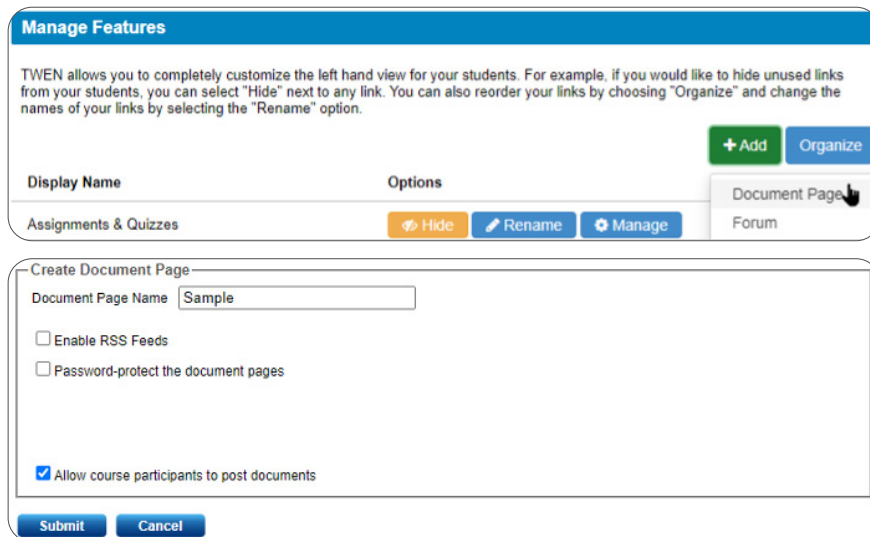 Manage Features
TWEN allows you to completely customize the left hand view for your students. For example, if you would like to hide unused links
from your students, you can select "Hide" next to any link. You can also reorder your links by choosing "Organize" and change the
names of your links by selecting the "Rename" option.
Add Organize
Display Name Options
Document Page
Assignments & Quizzes Hide Rename Manage Forum
Create Document Page
Document Page Name Sample
Enable RSS Feeds
Password-protect the document pages
Allow course participants to post documents
Submit Cancel